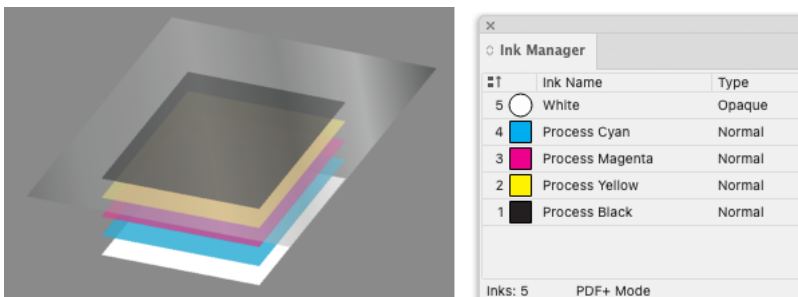 Ink Manager
Ink Name Type
5 White Opaque
4 Process Cyan Normal
3 Process Magenta Normal
2 Process Yellow Normal
1 Process Black Normal
Inks: 5 PDF+ Mode